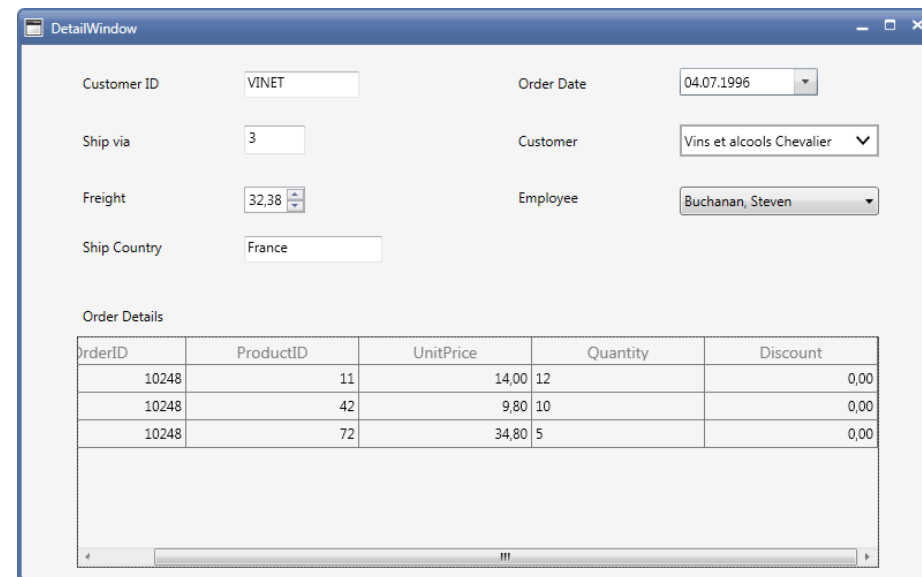 DetailWindow
Customer ID VINET Order Date 04.07.1996
Ship via 3 Customer Vins et alcools Chevalier
Freight 32,38 Employee Buchanan, Steven
Ship Country France
Order Details
OrderID ProductID UnitPrice Quantity Discount
10248 11 14,00 12 0,00
10248 42 9,80 10 0,00
10248 72 34,80 5 0,00